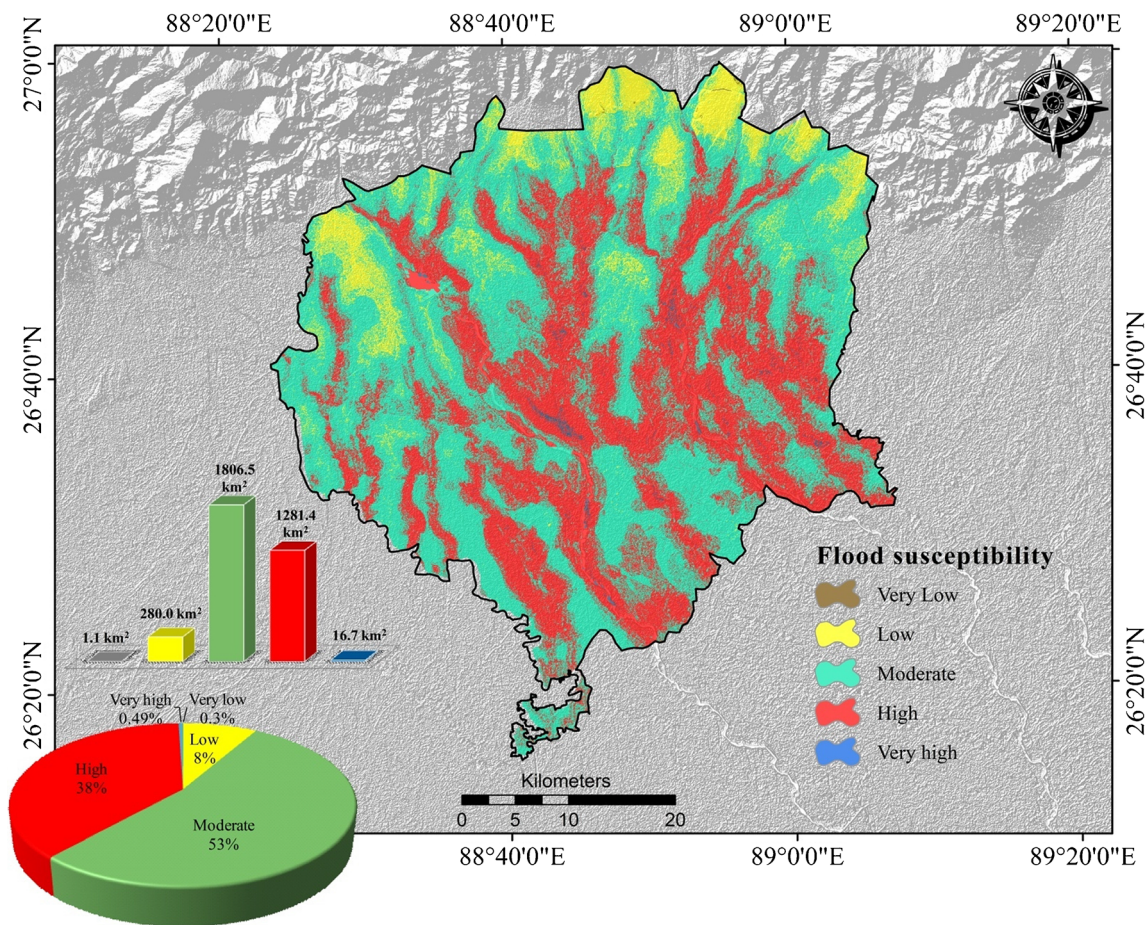 88°20'0"E 88°40'0"E 89°0'0"E 89°20'0"E
27°0'0"N
26°40'0"N 26°40'0"N
1806.5
km²
1281.4
km²
280.0 km²
1.1 km²
16.7 km²
Flood susceptibility
Very Low
Low
Moderate
High
Very high
26°20'0"N 26°20'0"N
Very high
0.49%
Very low
0.3%
Low
8%
High
38%
Moderate
53%
Kilometers
0 5 10 20
88°40'0"E 89°0'0"E 89°20'0"E